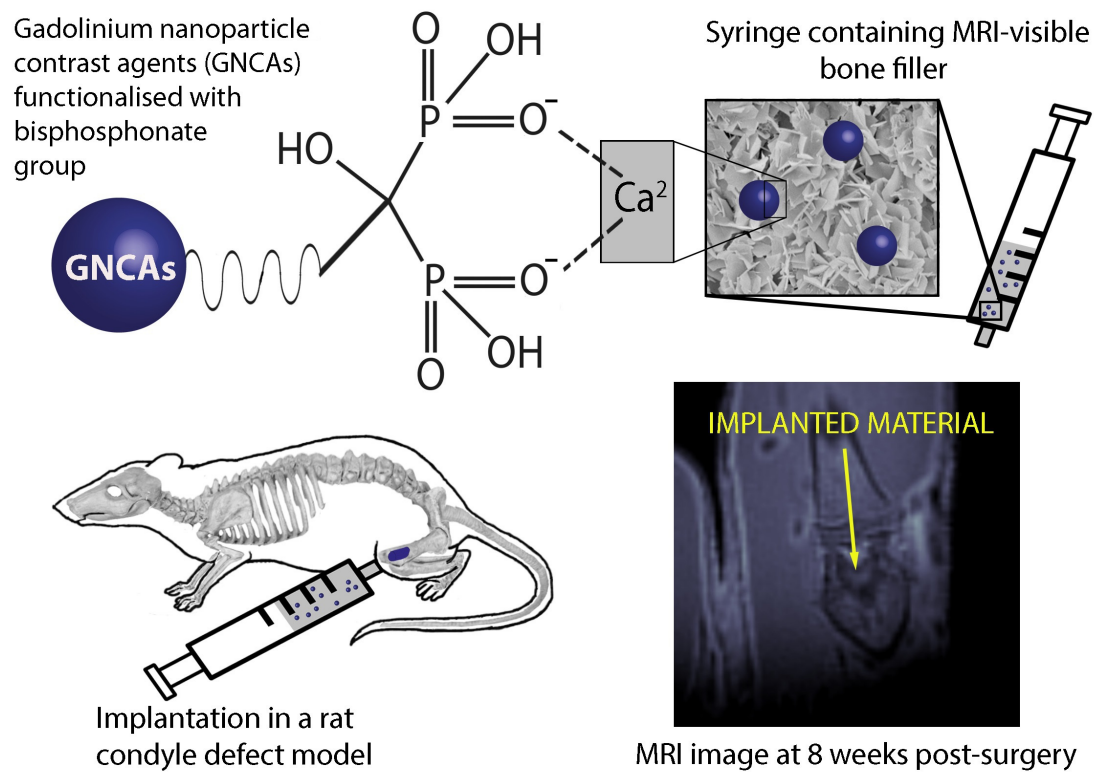 Gadolinium nanoparticle
contrast agents (GNCAs)
functionalised with
bisphosphonate
group
GNCAs
HO
O
P
OH
O⁻
P
O⁻
OH
O
Ca²
Syringe containing MRI-visible
bone filler
Implantation in a rat
condyle defect model
IMPLANTED MATERIAL
MRI image at 8 weeks post-surgery